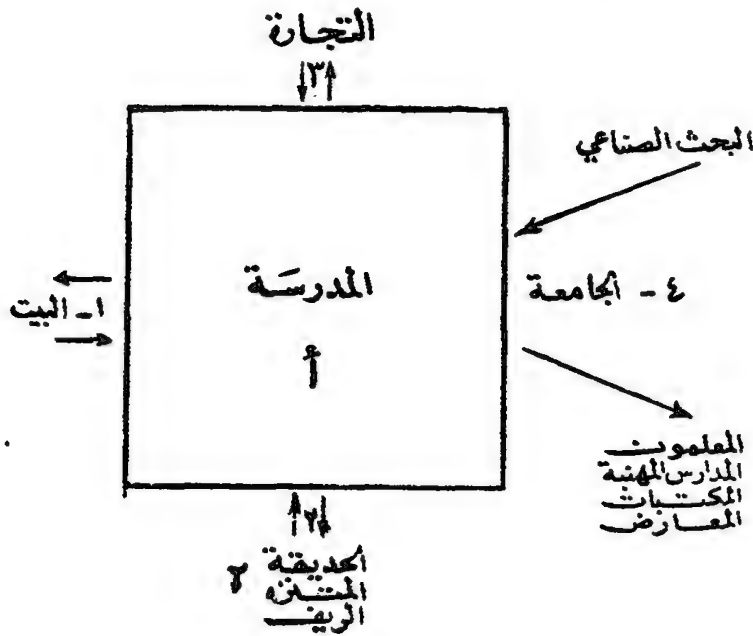 التجارة
٣
البحث الصناعي
المدرسة
أ
٤ - الجامعة
١ - البيت
المعلمون
المدارس المهنية
المكتبات
المعارض
٢
الحديقة
المتنزه ٢
الريف